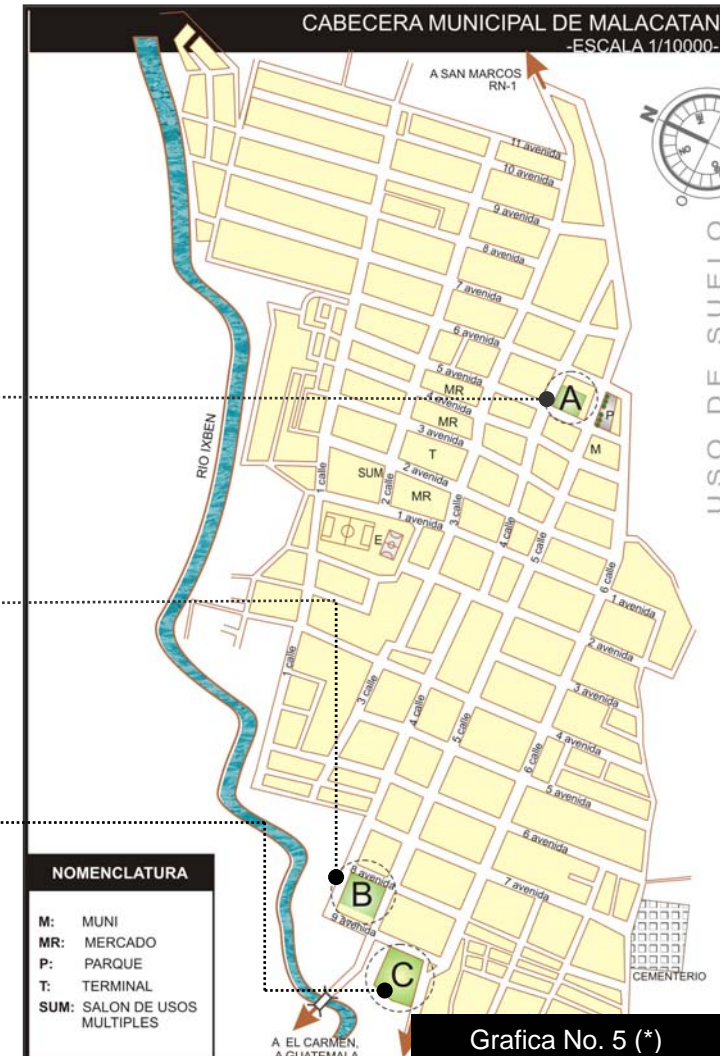 CABECERA MUNICIPAL DE MALACATAN
-ESCALA 1/10000-
A SAN MARCOS
RN-1
N
NO
O
USO DE SUELO
11 avenida
10 avenida
9 avenida
8 avenida
7 avenida
6 avenida
5 avenida
MR
4 avenida
MR
3 avenida
T
2 avenida
SUM
MR
1 avenida
A
P
M
RIO IXBEN
1 calle
2 calle
3 calle
4 calle
5 calle
6 calle
E
1 avenida
2 avenida
3 avenida
4 avenida
5 avenida
6 avenida
7 avenida
1 calle
3 calle
4 calle
5 calle
6 calle
8 avenida
B
9 avenida
C
CEMENTERIO
NOMENCLATURA
M: MUNI
MR: MERCADO
P: PARQUE
T: TERMINAL
SUM: SALON DE USOS
MULTIPLES
A EL CARMEN,
A GUATEMALA
Grafica No. 5 (*)